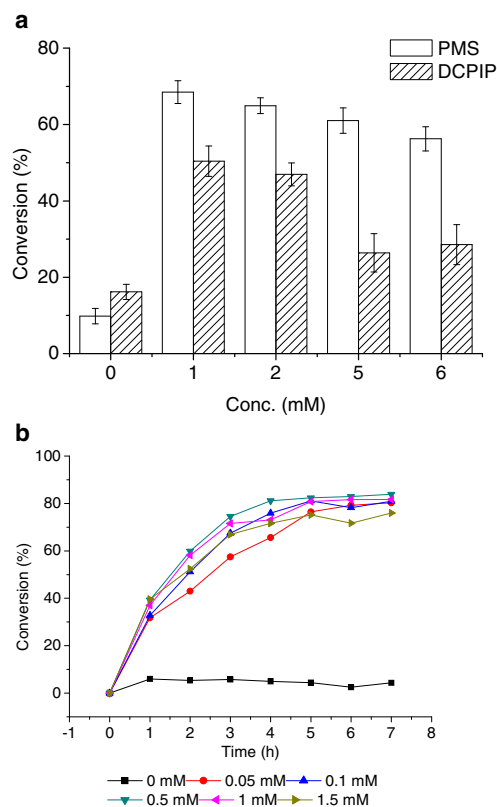 a
80
PMS
DCPIP
60
Conversion (%)
40
20
0
0 1 2 5 6
Conc. (mM)
b
100
80
60
Conversion (%)
40
20
0
-1 0 1 2 3 4 5 6 7 8
Time (h)
0 mM 0.05 mM 0.1 mM
0.5 mM 1 mM 1.5 mM